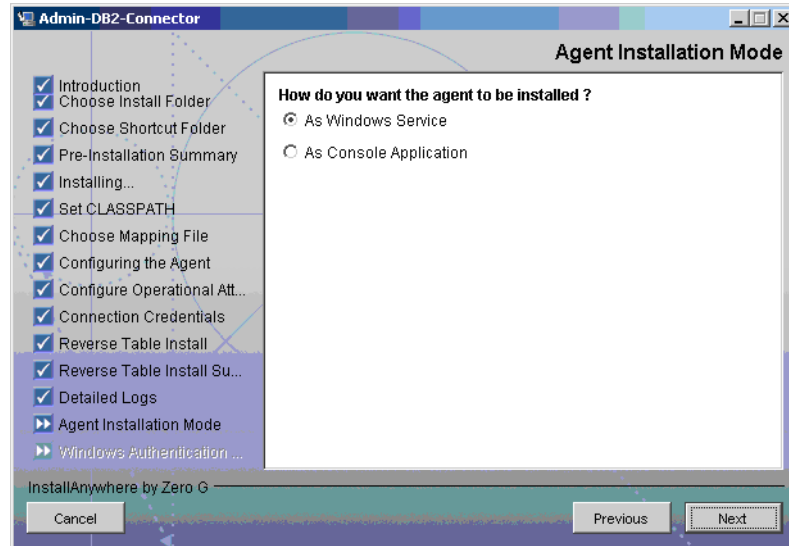 Admin-DB2-Connector
Agent Installation Mode
Introduction
Choose Install Folder
Choose Shortcut Folder
Pre-Installation Summary
Installing...
Set CLASSPATH
Choose Mapping File
Configuring the Agent
Configure Operational Att...
Connection Credentials
Reverse Table Install
Reverse Table Install Su...
Detailed Logs
Agent Installation Mode
Windows Authentication ...
How do you want the agent to be installed ?
As Windows Service
As Console Application
InstallAnywhere by Zero G
Cancel
Previous
Next